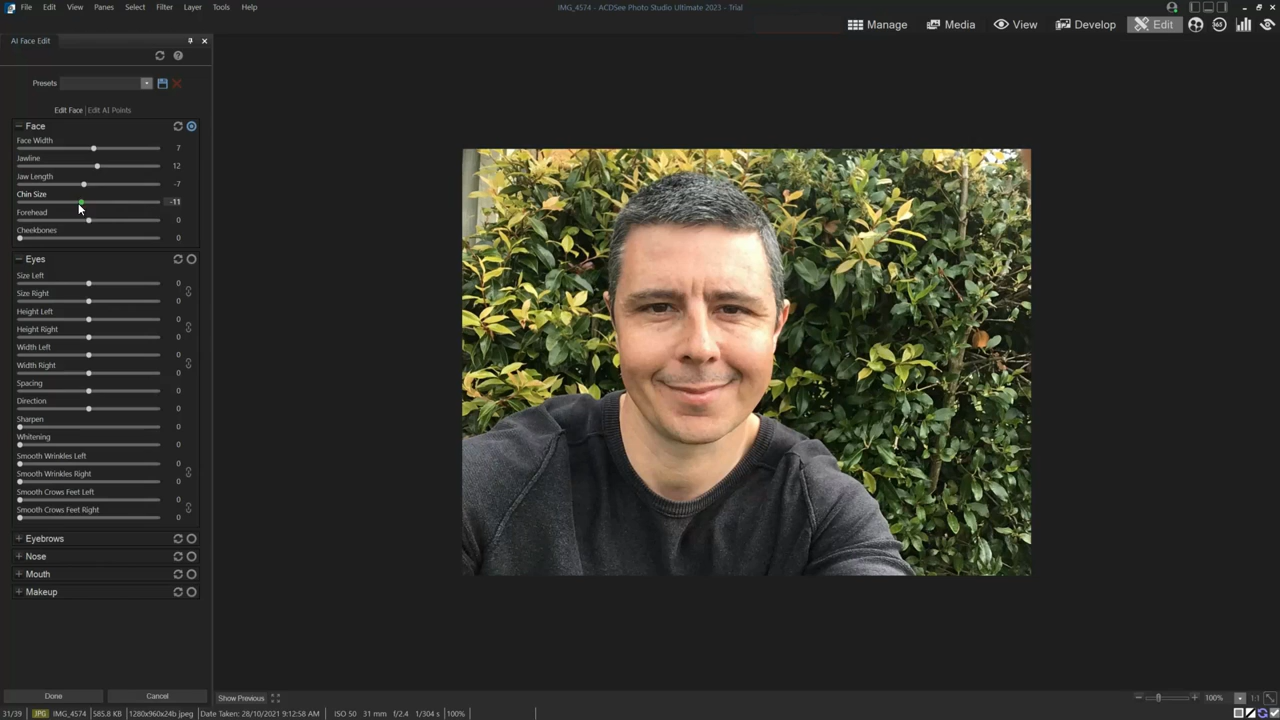 File Edit View Panes Select Filter Layer Tools Help
IMG_4574 - ACDSee Photo Studio Ultimate 2023 - Trial
Manage Media View Develop Edit 365
AI Face Edit
Presets
Edit Face | Edit AI Points
Face
Face Width 7
Jawline 12
Jaw Length -7
Chin Size -11
Forehead 0
Cheekbones 0
Eyes
Size Left 0
Size Right 0
Height Left 0
Height Right 0
Width Left 0
Width Right 0
Spacing 0
Direction 0
Sharpen 0
Whitening 0
Smooth Wrinkles Left 0
Smooth Wrinkles Right 0
Smooth Crows Feet Left 0
Smooth Crows Feet Right 0
Eyebrows
Nose
Mouth
Makeup
Done Cancel Show Previous 100% 1:1
31/39 JPG IMG_4574 585.8 KB 1280x960x24b jpeg Date Taken: 28/10/2021 9:12:58 AM ISO 50 31 mm f/2.4 1/304 s 100%